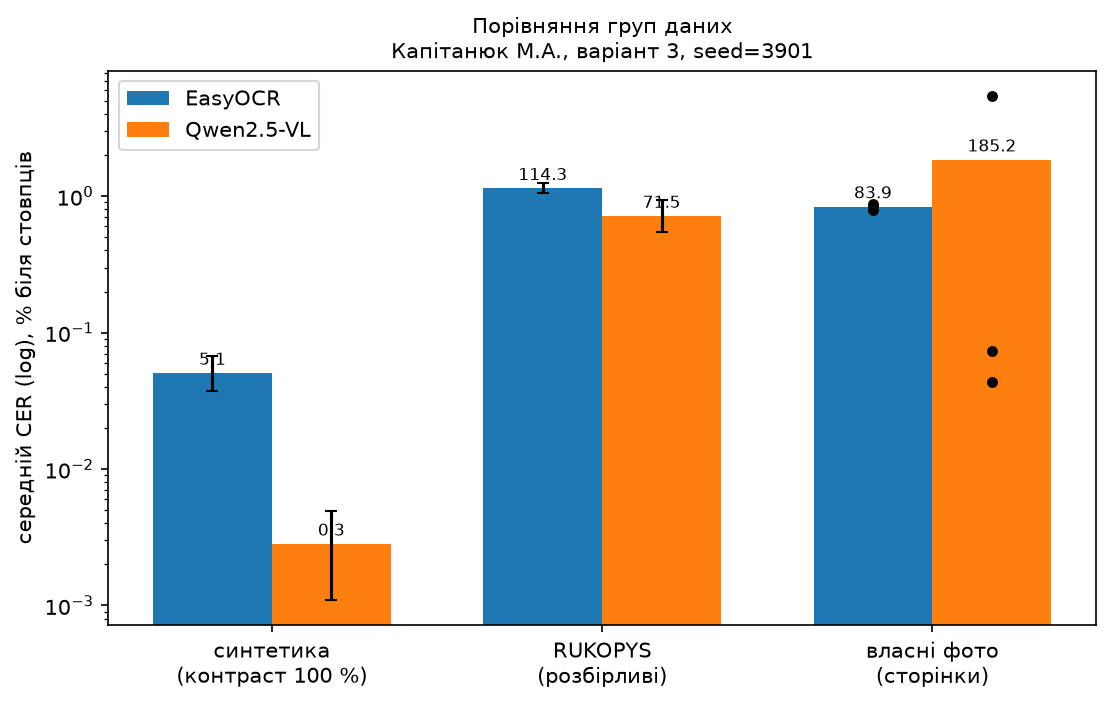 Порівняння груп даних
Капітанюк М.А., варіант 3, seed=3901
EasyOCR
Qwen2.5-VL
середній CER (log), % біля стовпців
10⁰
10⁻¹
10⁻²
10⁻³
5.1
0.3
114.3
71.5
83.9
185.2
синтетика
(контраст 100 %)
RUKOPYS
(розбірливі)
власні фото
(сторінки)